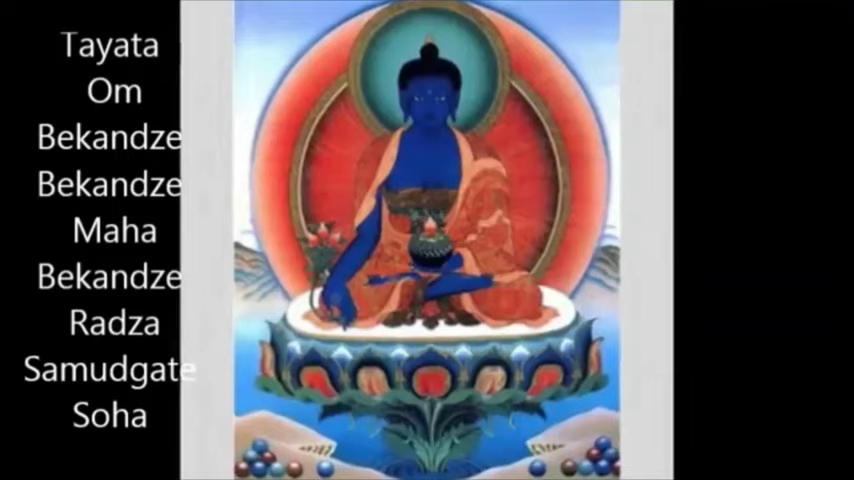 Tayata
Om
Bekandze
Bekandze
Maha
Bekandze
Radza
Samudgate
Soha